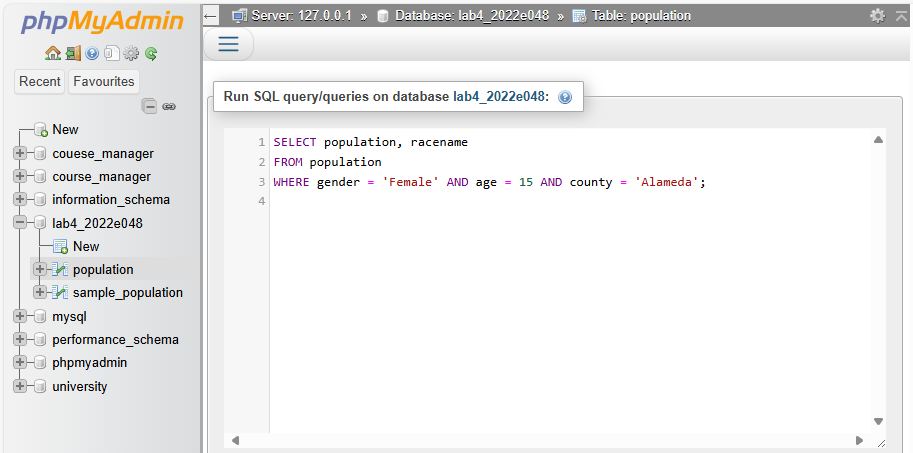 phpMyAdmin
Recent Favourites
New
couese_manager
course_manager
information_schema
lab4_2022e048
New
population
sample_population
mysql
performance_schema
phpmyadmin
university
Server: 127.0.0.1 » Database: lab4_2022e048 » Table: population
Run SQL query/queries on database lab4_2022e048:
1 SELECT population, racename
2 FROM population
3 WHERE gender = 'Female' AND age = 15 AND county = 'Alameda';
4